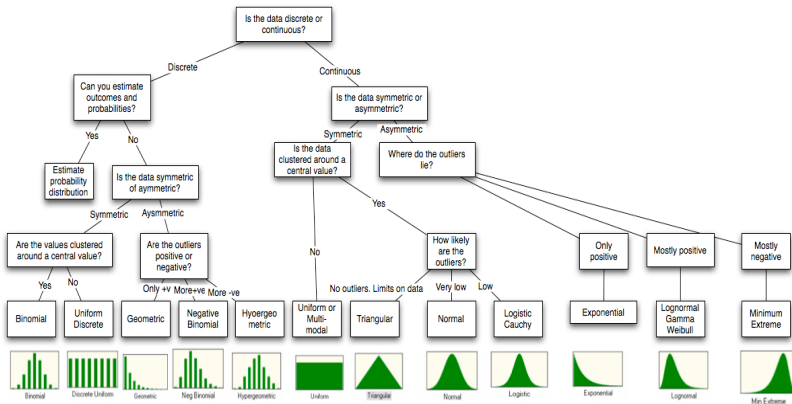 Is the data discrete or
continuous?
Discrete
Continuous
Can you estimate
outcomes and
probabilities?
Is the data symmetric or
asymmetrric?
Yes
No
Symmetric
Asymmetric
Estimate
probability
distribution
Is the data symmetric
of aymmetric?
Is the data
clustered around a
central value?
Where do the outliers
lie?
Symmetric
Aysmmetric
Yes
Are the values clustered
around a central value?
Are the outliers
positive or
negative?
No
How likely
are the
outliers?
Only
positive
Mostly positive
Mostly
negative
Yes
No
Only +v
More+ve
More -ve
No outliers. Limits on data
Very low
Low
Binomial
Uniform
Discrete
Geometric
Negative
Binomial
Hyoergeo
metric
Uniform or
Multi-
modal
Triangular
Normal
Logistic
Cauchy
Exponential
Lognormal
Gamma
Weibull
Minimum
Extreme
Binomial
Discrete Uniform
Geometric
Neg Binomial
Hypergeometric
Uniform
Triangular
Normal
Logistic
Exponential
Lognormal
Min Extreme